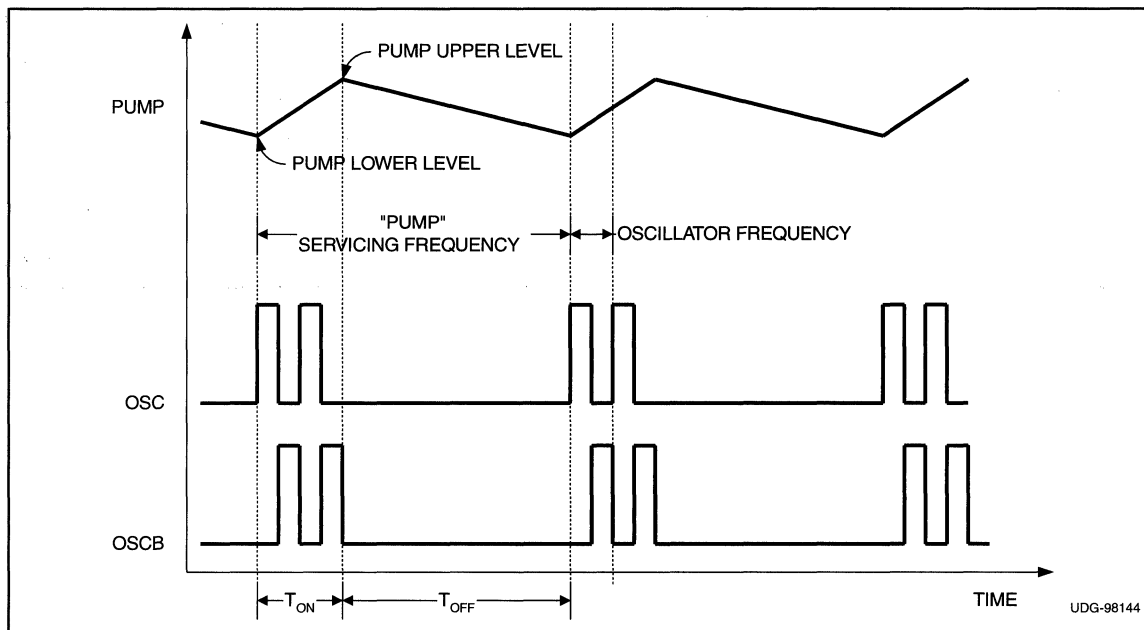 PUMP UPPER LEVEL
PUMP
PUMP LOWER LEVEL
"PUMP"
SERVICING FREQUENCY
OSCILLATOR FREQUENCY
OSC
OSCB
TON
TOFF
TIME
UDG-98144